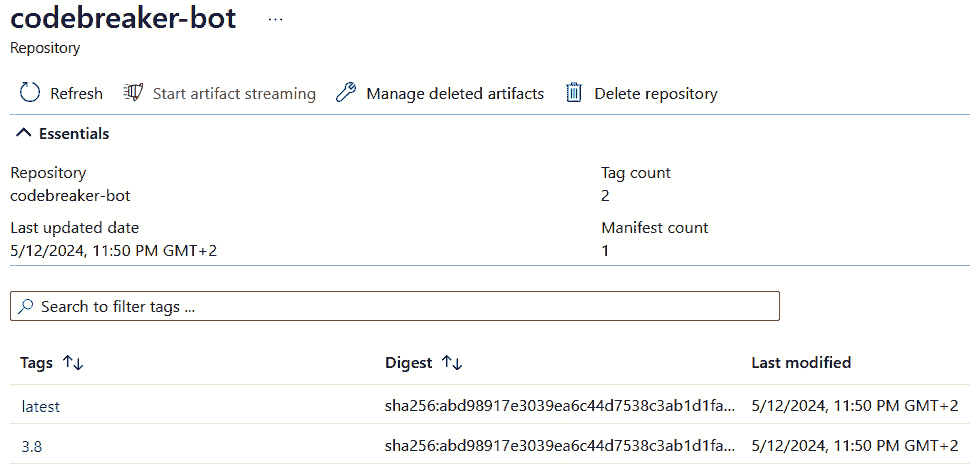 codebreaker-bot ...
Repository
Refresh Start artifact streaming Manage deleted artifacts Delete repository
Essentials
Repository Tag count
codebreaker-bot 2
Last updated date Manifest count
5/12/2024, 11:50 PM GMT+2 1
Search to filter tags ...
Tags Digest Last modified
latest sha256:abd98917e3039ea6c44d7538c3ab1d1fa... 5/12/2024, 11:50 PM GMT+2
3.8 sha256:abd98917e3039ea6c44d7538c3ab1d1fa... 5/12/2024, 11:50 PM GMT+2